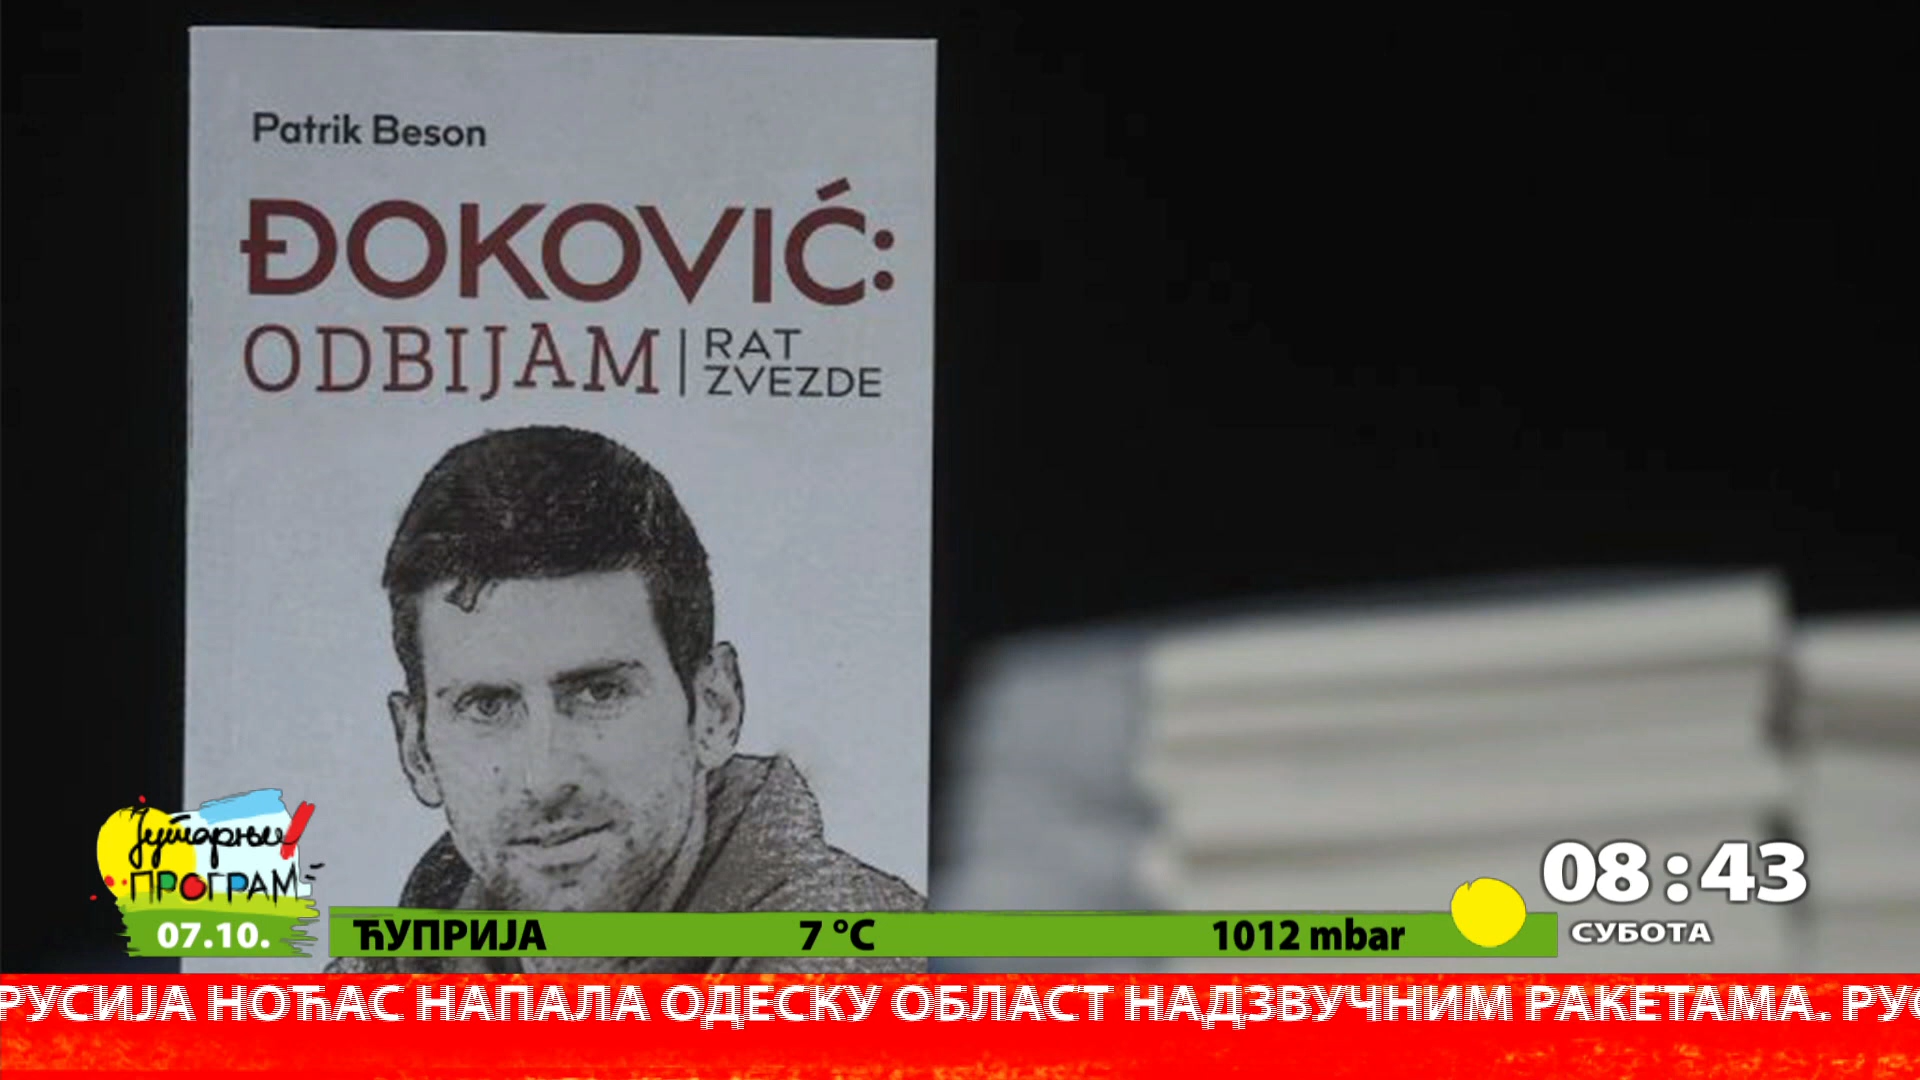 Patrik Beson
ĐOKOVIĆ:
ODBIJAM | RAT ZVEZDE
Јутарњи
ПРОГРАМ
07.10.
ЋУПРИЈА 7 °C 1012 mbar
08:43
СУБОТА
РУСИЈА НОЋАС НАПАЛА ОДЕСКУ ОБЛАСТ НАДЗВУЧНИМ РАКЕТАМА. РУС